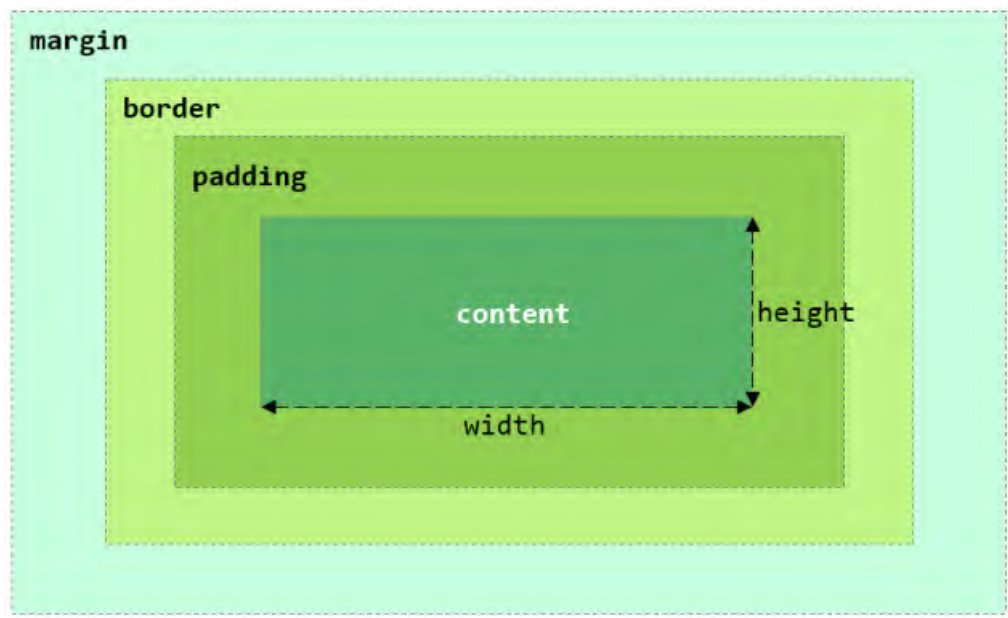 margin
border
padding
content
height
width